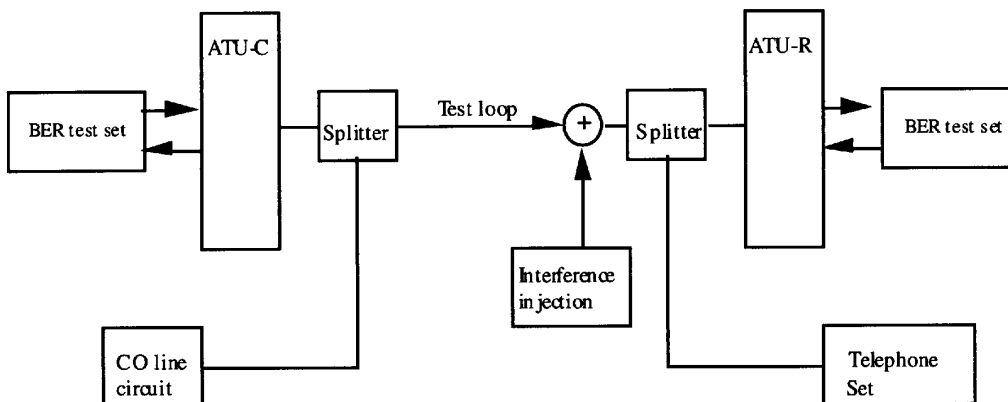 ATU-C
ATU-R
BER test set
Splitter
Test loop
+
Splitter
BER test set
Interference
injection
CO line
circuit
Telephone
Set